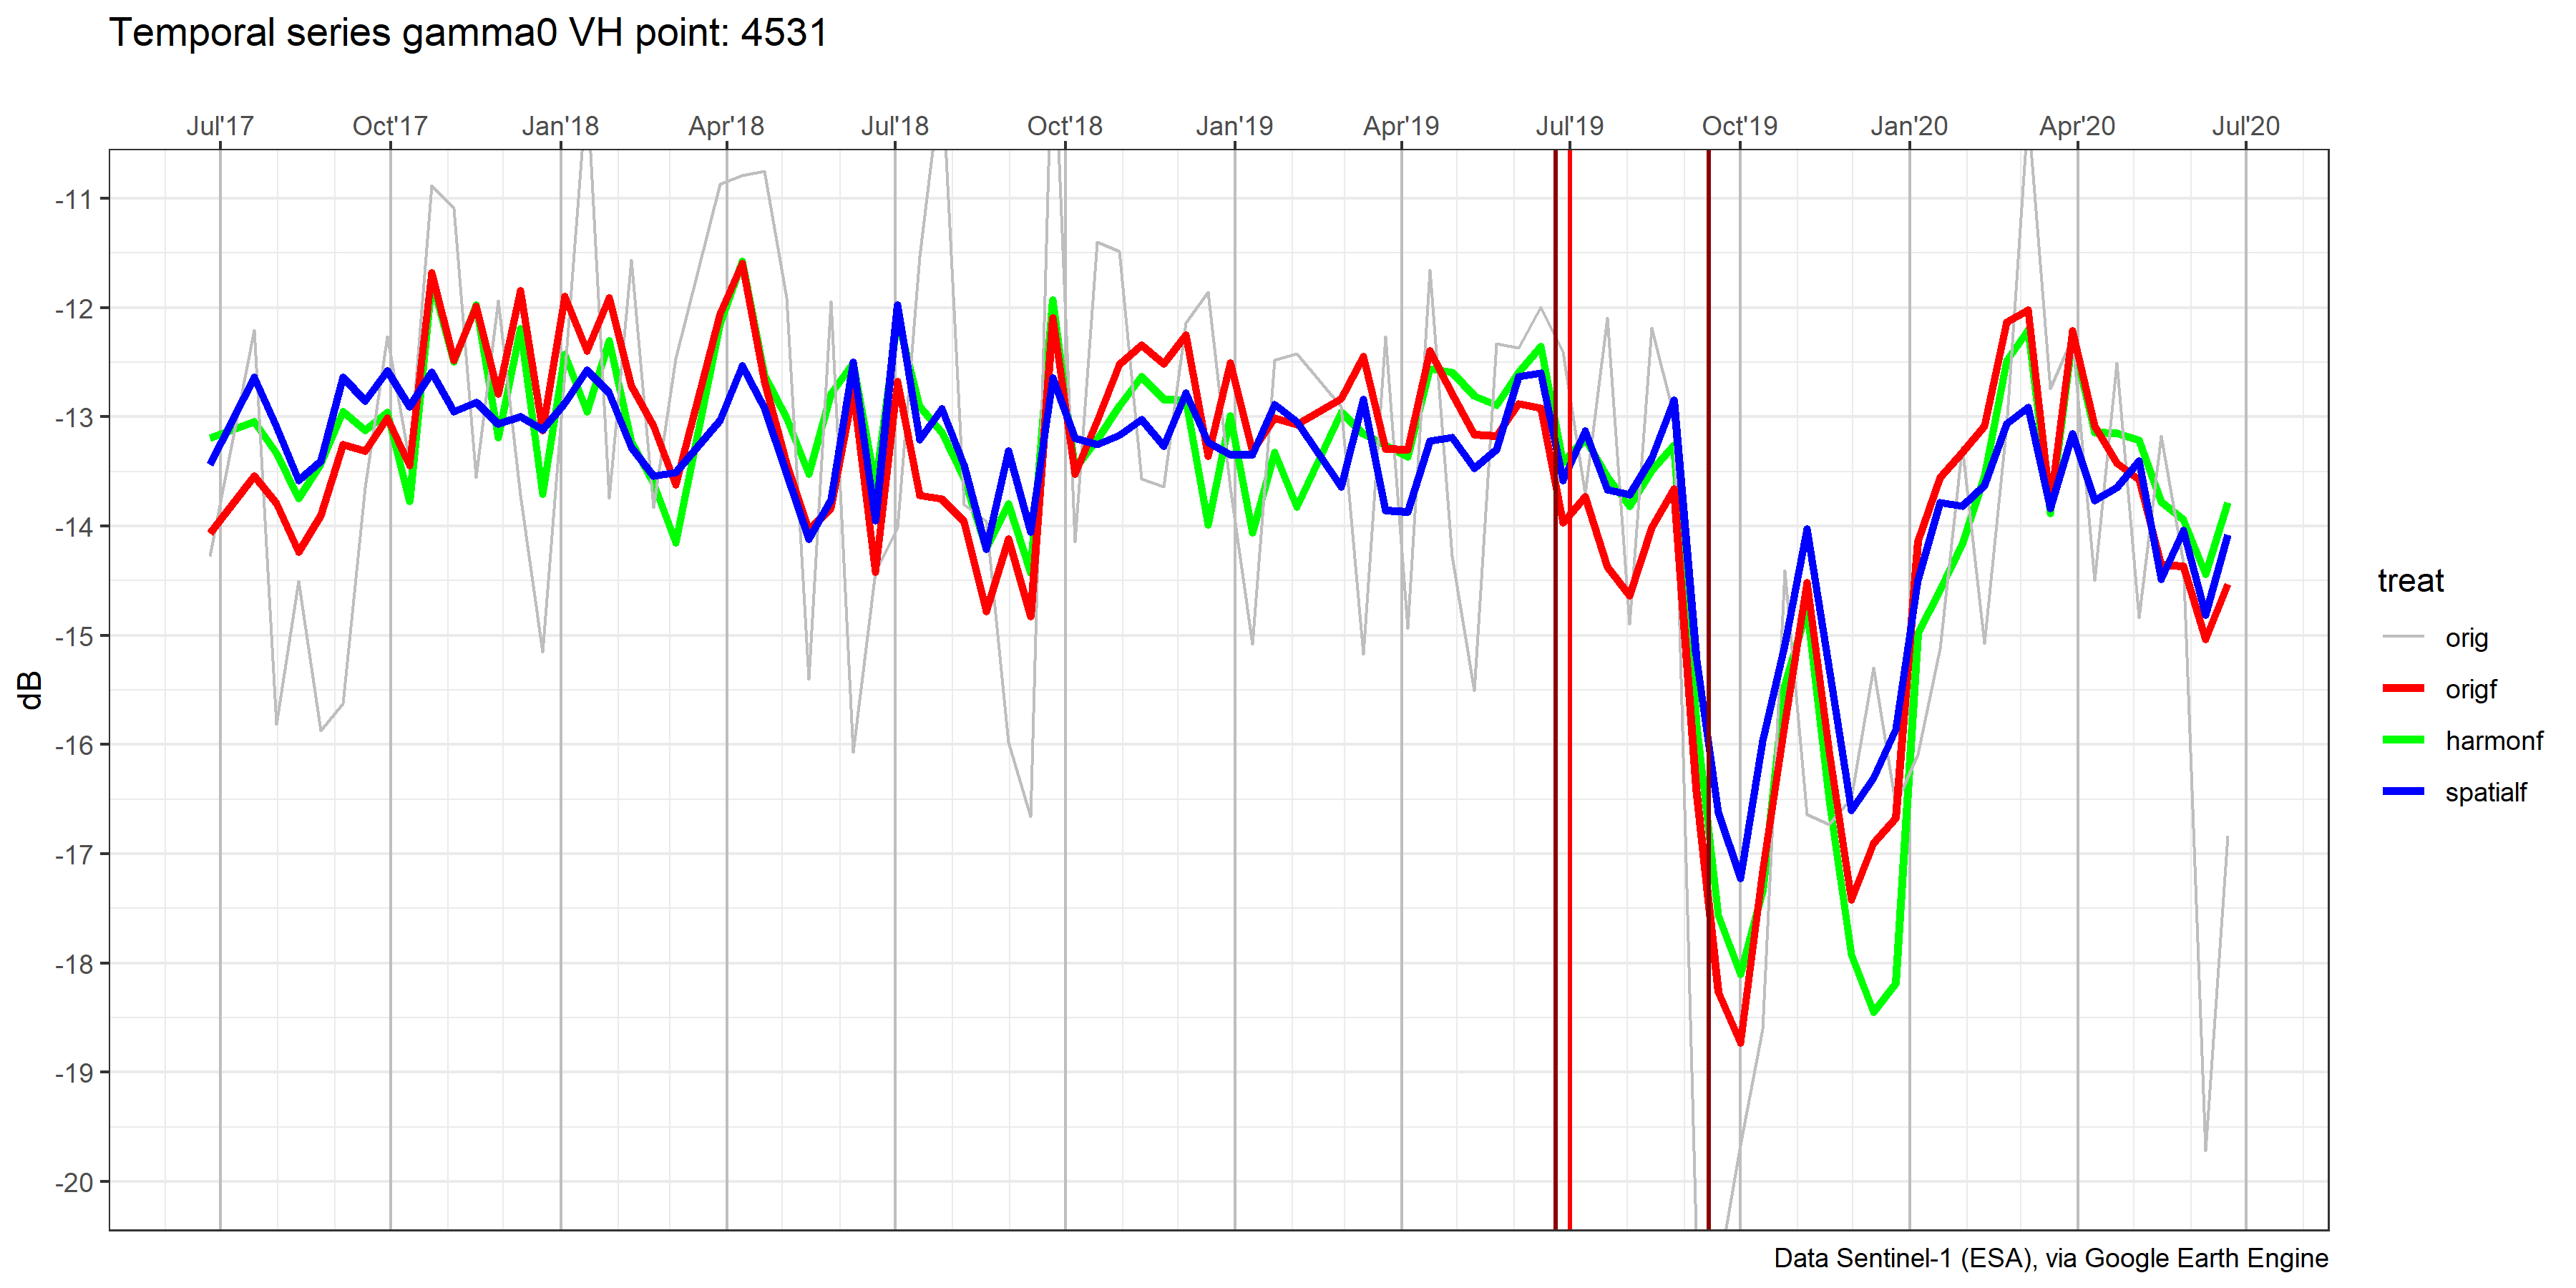 Temporal series gamma0 VH point: 4531
Jul'17 Oct'17 Jan'18 Apr'18 Jul'18 Oct'18 Jan'19 Apr'19 Jul'19 Oct'19 Jan'20 Apr'20 Jul'20
-11
-12
-13
-14
-15
-16
-17
-18
-19
-20
dB
treat
orig
origf
harmonf
spatialf
Data Sentinel-1 (ESA), via Google Earth Engine